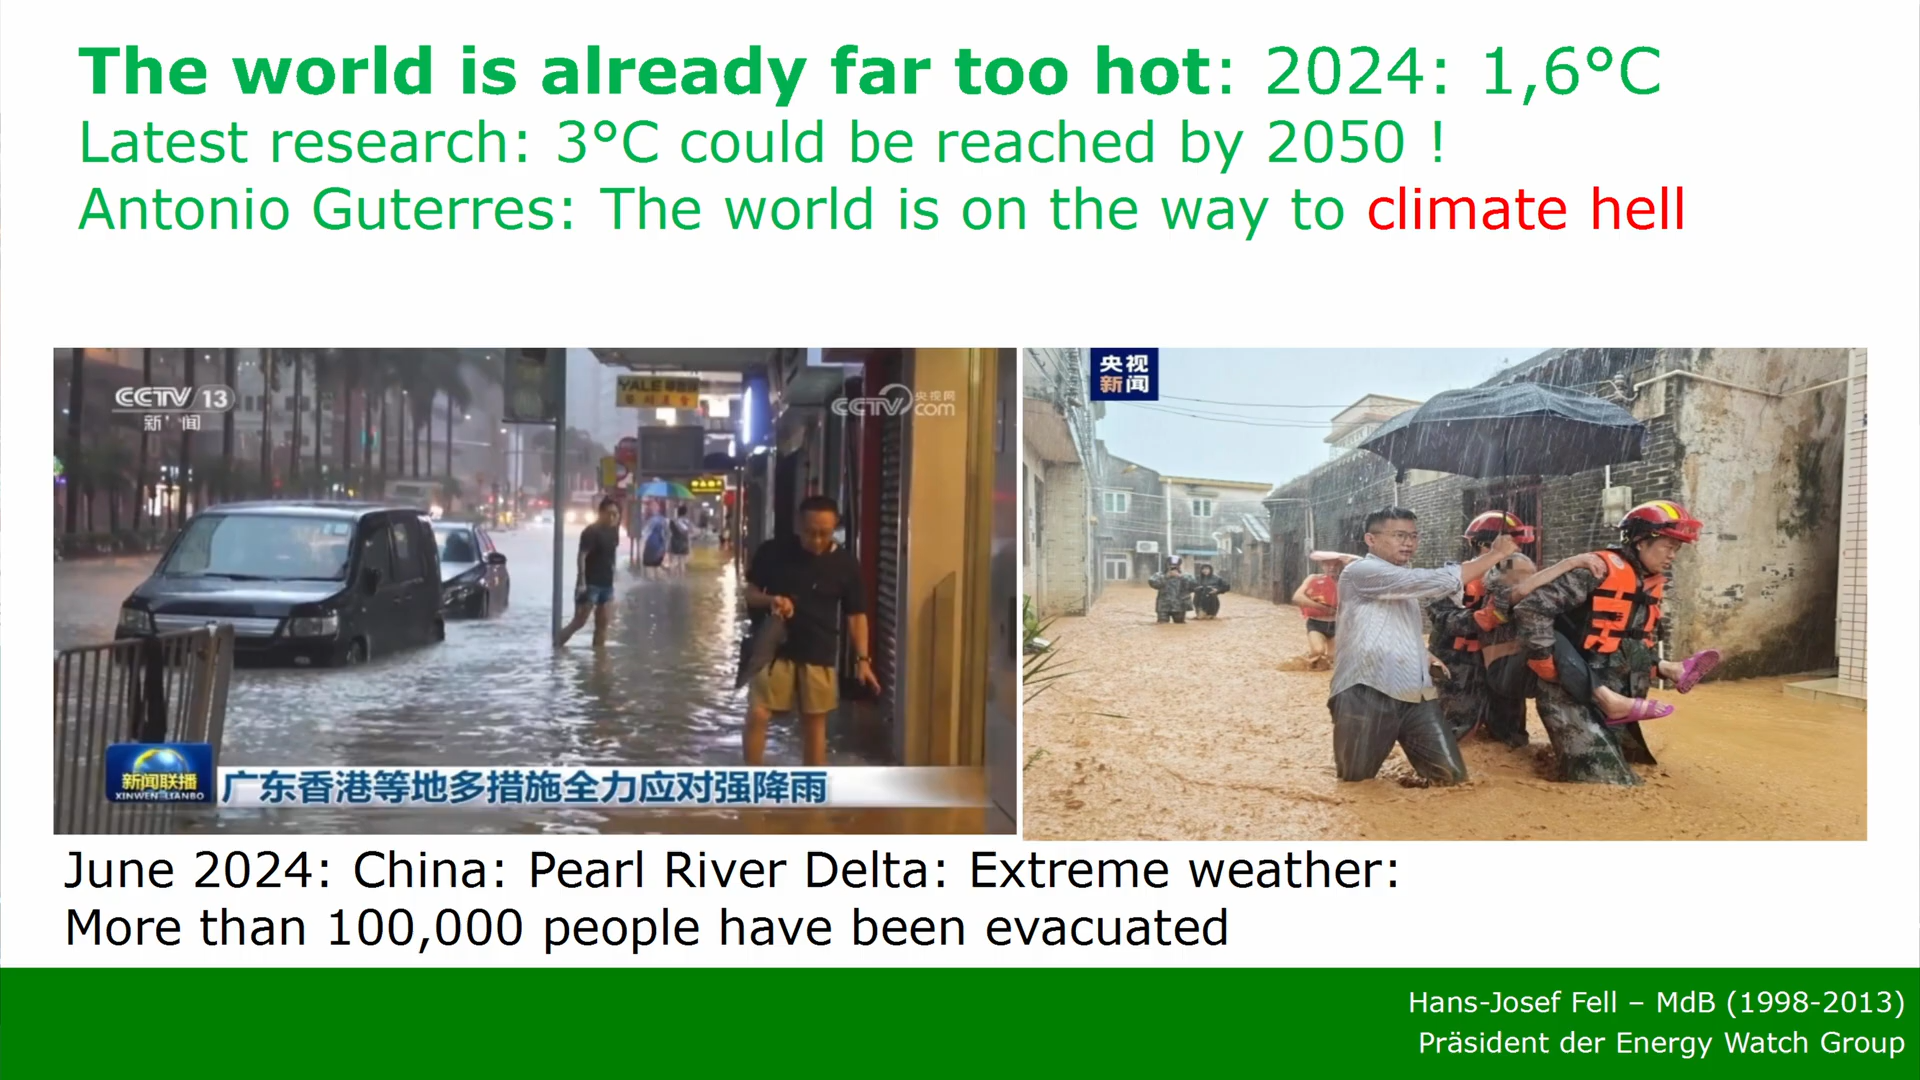 The world is already far too hot: 2024: 1,6°C
Latest research: 3°C could be reached by 2050 !
Antonio Guterres: The world is on the way to climate hell
CCTV 13
新闻
YALE
CCTV 央视网
com
新闻联播
XINWEN LIANBO
广东香港等地多措施全力应对强降雨
央视
新闻
June 2024: China: Pearl River Delta: Extreme weather:
More than 100,000 people have been evacuated
Hans-Josef Fell – MdB (1998-2013)
Präsident der Energy Watch Group